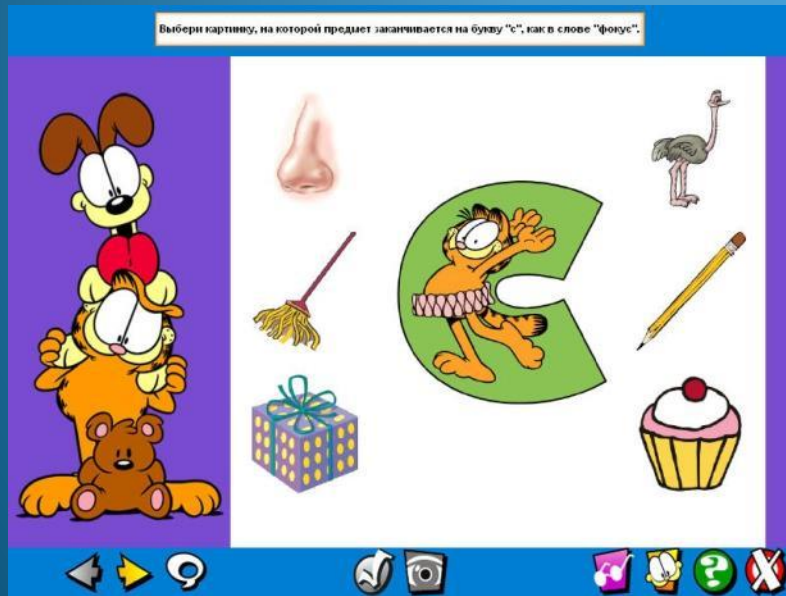 Выбери картинку, на которой предмет заканчивается на букву "с", как в слове "фокус".
С
?